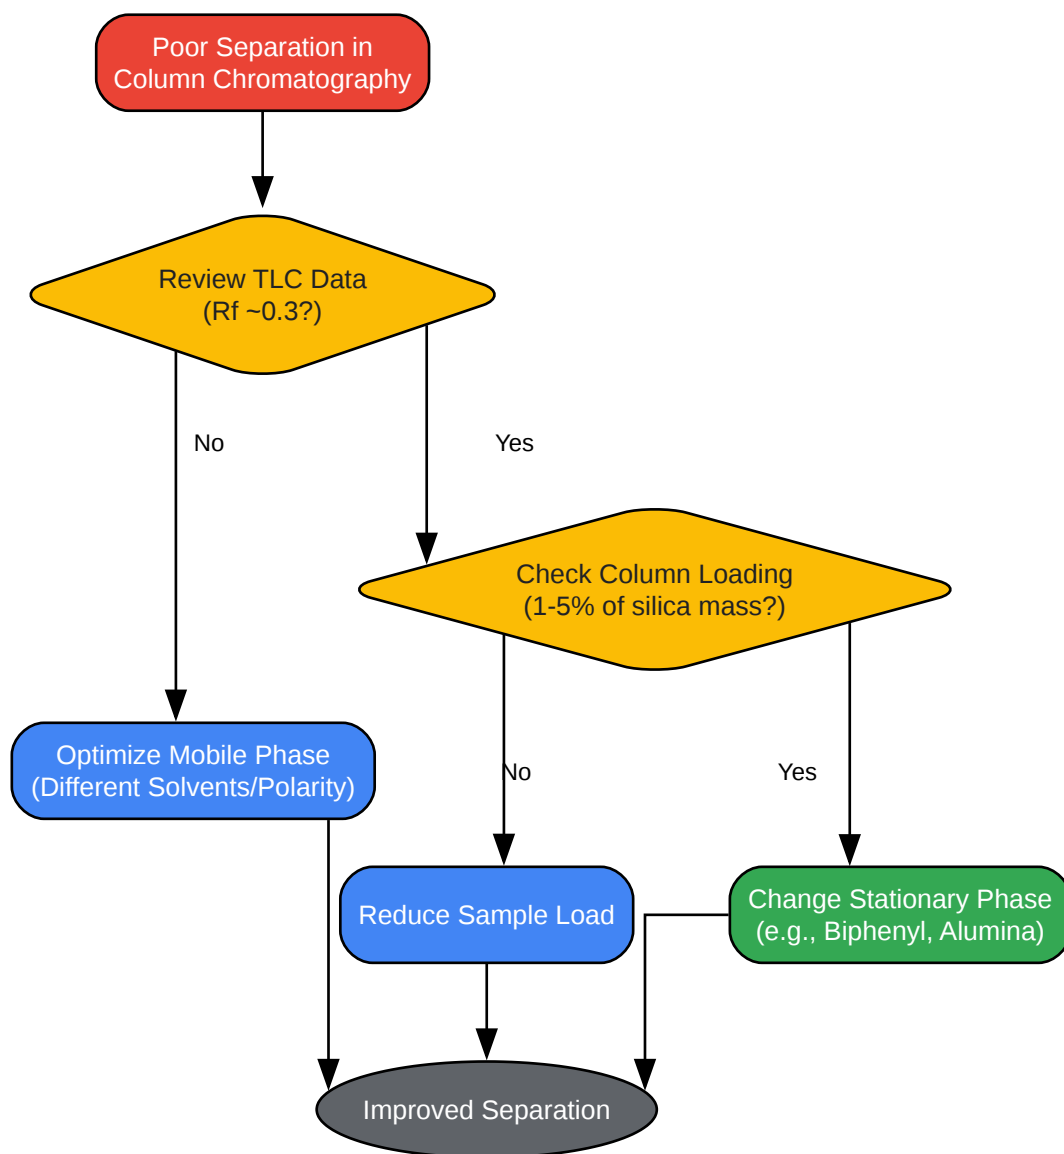 Poor Separation in
Column Chromatography
Review TLC Data
(Rf ~0.3?)
No
Yes
Check Column Loading
(1-5% of silica mass?)
Optimize Mobile Phase
(Different Solvents/Polarity)
No
Yes
Reduce Sample Load
Change Stationary Phase
(e.g., Biphenyl, Alumina)
Improved Separation